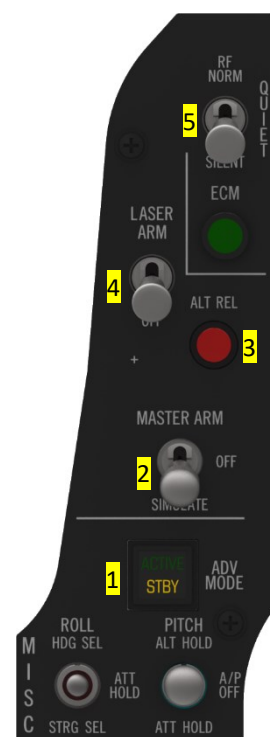 RF
NORM
QUIET
5
SILENT
ECM
LASER
ARM
4
OFF
ALT REL
3
MASTER ARM
OFF
2
SIMULATE
1
ACTIVE
STBY
ADV
MODE
MISC
ROLL
HDG SEL
ATT
HOLD
STRG SEL
PITCH
ALT HOLD
A/P
OFF
ATT HOLD